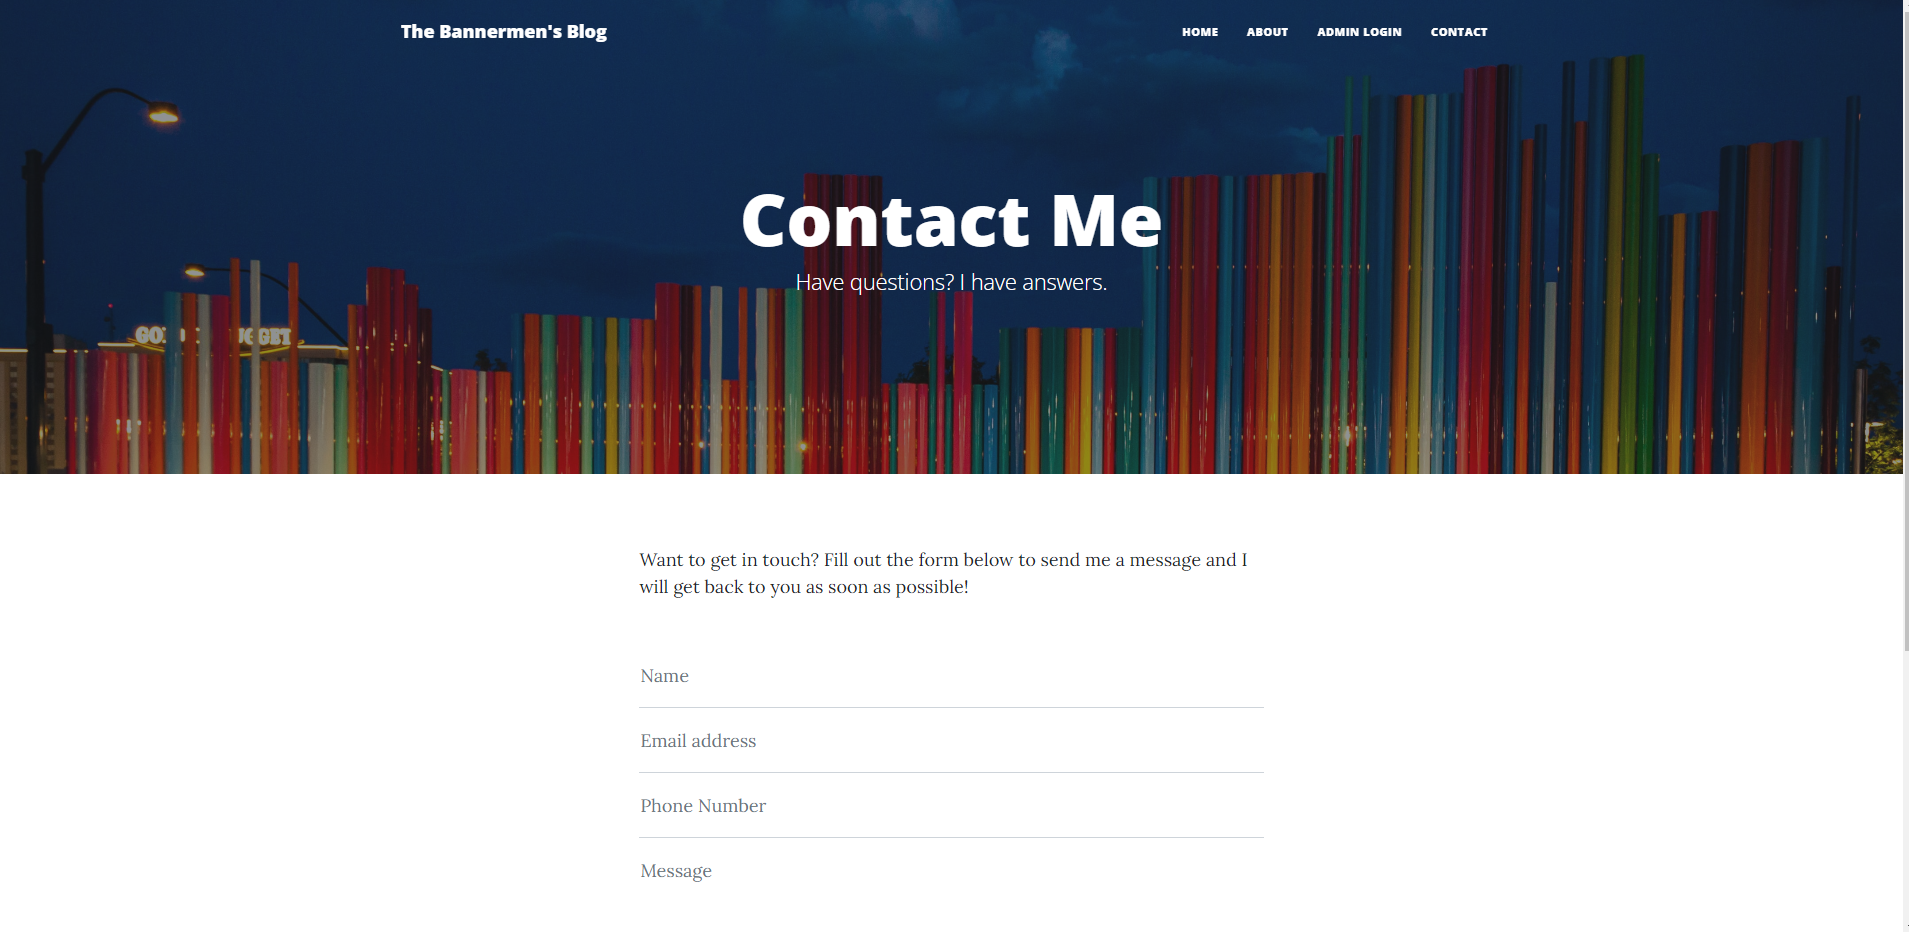 The Bannermen's Blog
HOME ABOUT ADMIN LOGIN CONTACT
Contact Me
Have questions? I have answers.
Want to get in touch? Fill out the form below to send me a message and I
will get back to you as soon as possible!
Name
Email address
Phone Number
Message